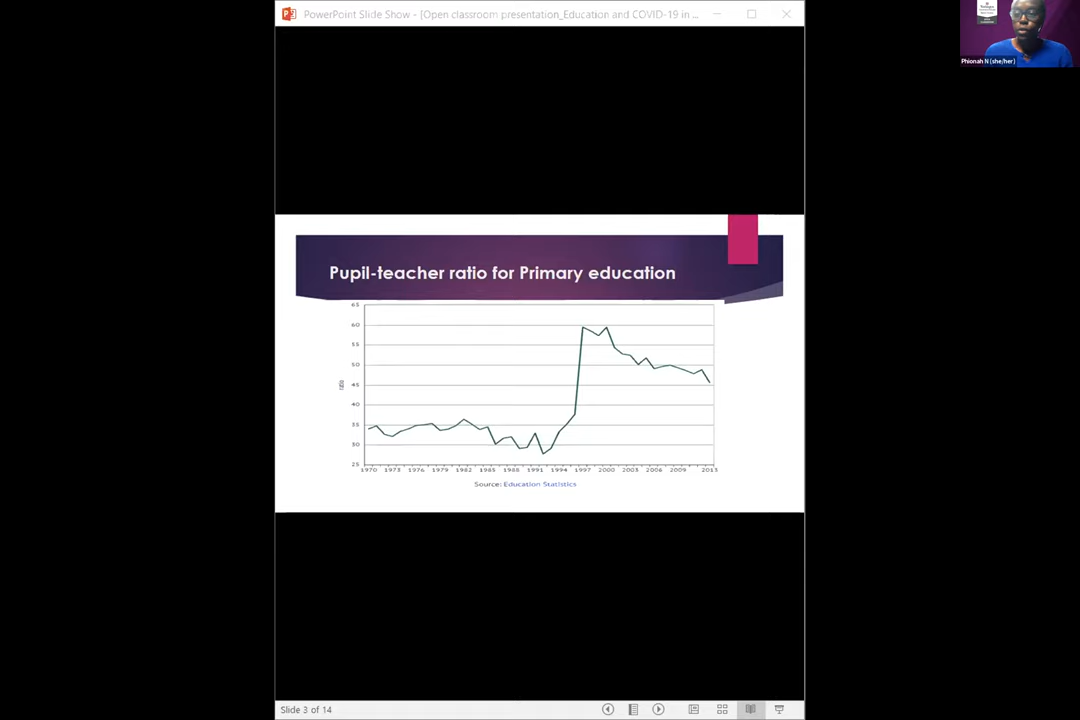 PowerPoint Slide Show - [Open classroom presentation_Education and COVID-19 in ...
Phionah N (she/her)
Pupil-teacher ratio for Primary education
65
60
55
50
45
40
35
30
25
1970 1973 1976 1979 1982 1985 1988 1991 1994 1997 2000 2003 2006 2009 2013
Source: Education Statistics
Slide 3 of 14